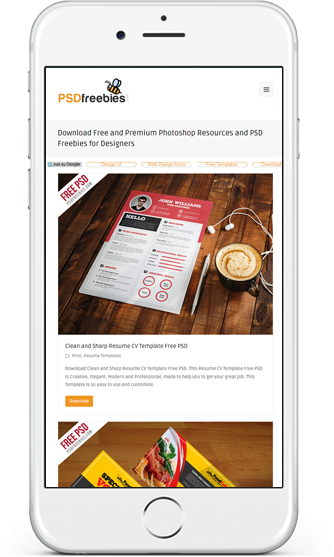 PSDfreebies
Download Free and Premium Photoshop Resources and PSD
Freebies for Designers
Ads by Google
Design UI
Web Design Icons
Free Templates
Download
FREE PSD
PSDFREEBIES.COM
JOHN WILLIAMS
HELLO
Clean and Sharp Resume CV Template Free PSD
Print, Resume Templates
Download Clean and Sharp Resume CV Template Free PSD. This Resume CV Template Free PSD
is Creative, Elegant, Modern and Professional, made to help you to get your great job. This
Template is so easy to use and customize.
Download
FREE PSD
PSDFREEBIES.COM